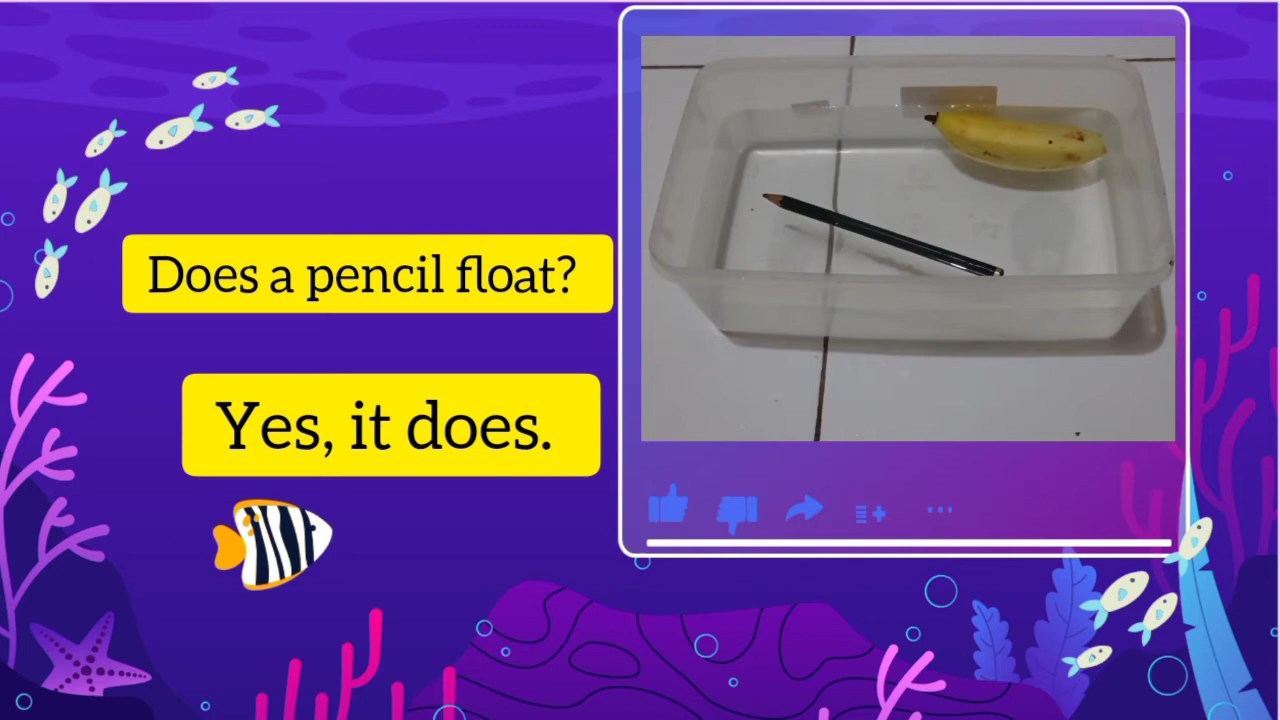 Does a pencil float?
Yes, it does.